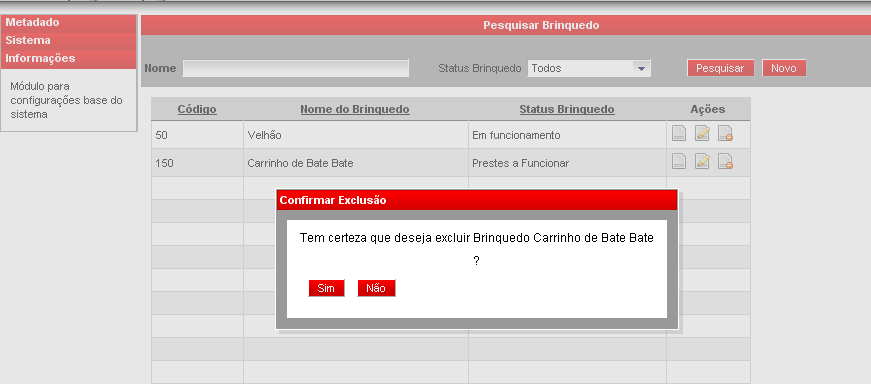 Metadado
Sistema
Informações
Módulo para
configurações base do
sistema
Pesquisar Brinquedo
Nome Status Brinquedo Todos Pesquisar Novo
Código Nome do Brinquedo Status Brinquedo Ações
50 Velhão Em funcionamento
150 Carrinho de Bate Bate Prestes a Funcionar
Confirmar Exclusão
Tem certeza que deseja excluir Brinquedo Carrinho de Bate Bate
?
Sim Não